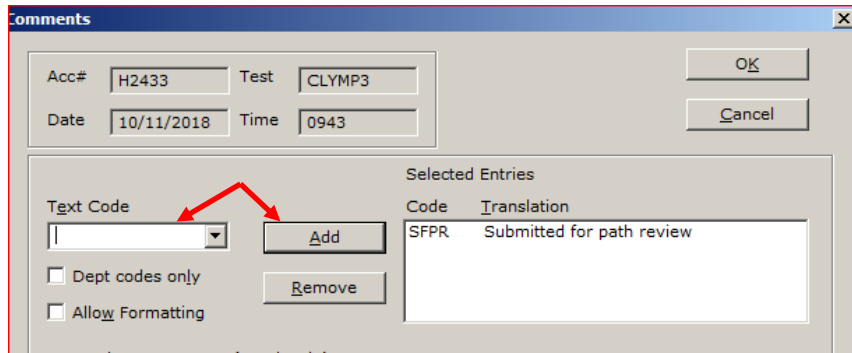 Comments
OK
Acc# H2433 Test CLYMP3
Date 10/11/2018 Time 0943
Cancel
Selected Entries
Text Code
Code Translation
Add
SFPR Submitted for path review
Dept codes only
Remove
Allow Formatting